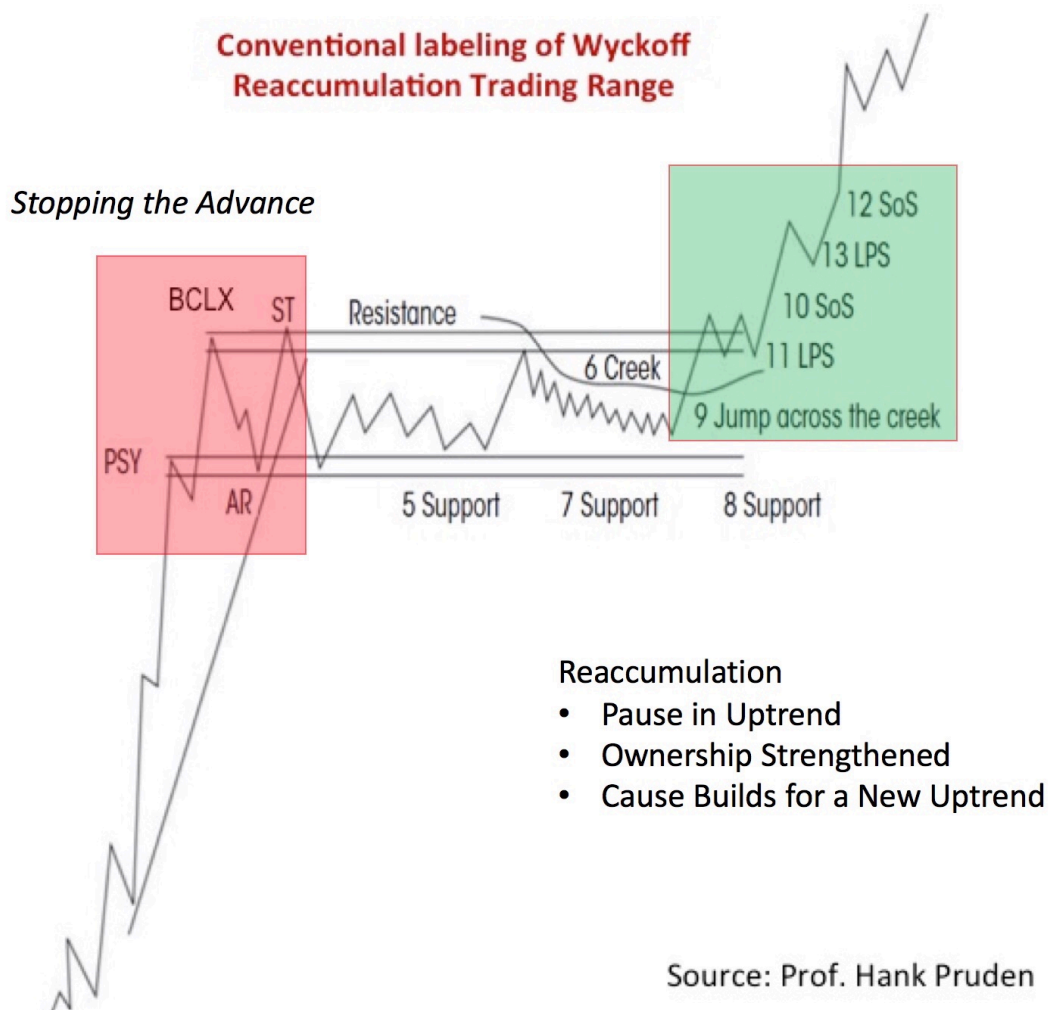 Conventional labeling of Wyckoff
Reaccumulation Trading Range
Stopping the Advance
BCLX
ST
Resistance
PSY
AR
6 Creek
5 Support
7 Support
8 Support
12 SoS
13 LPS
10 SoS
11 LPS
9 Jump across the creek
Reaccumulation
• Pause in Uptrend
• Ownership Strengthened
• Cause Builds for a New Uptrend
Source: Prof. Hank Pruden